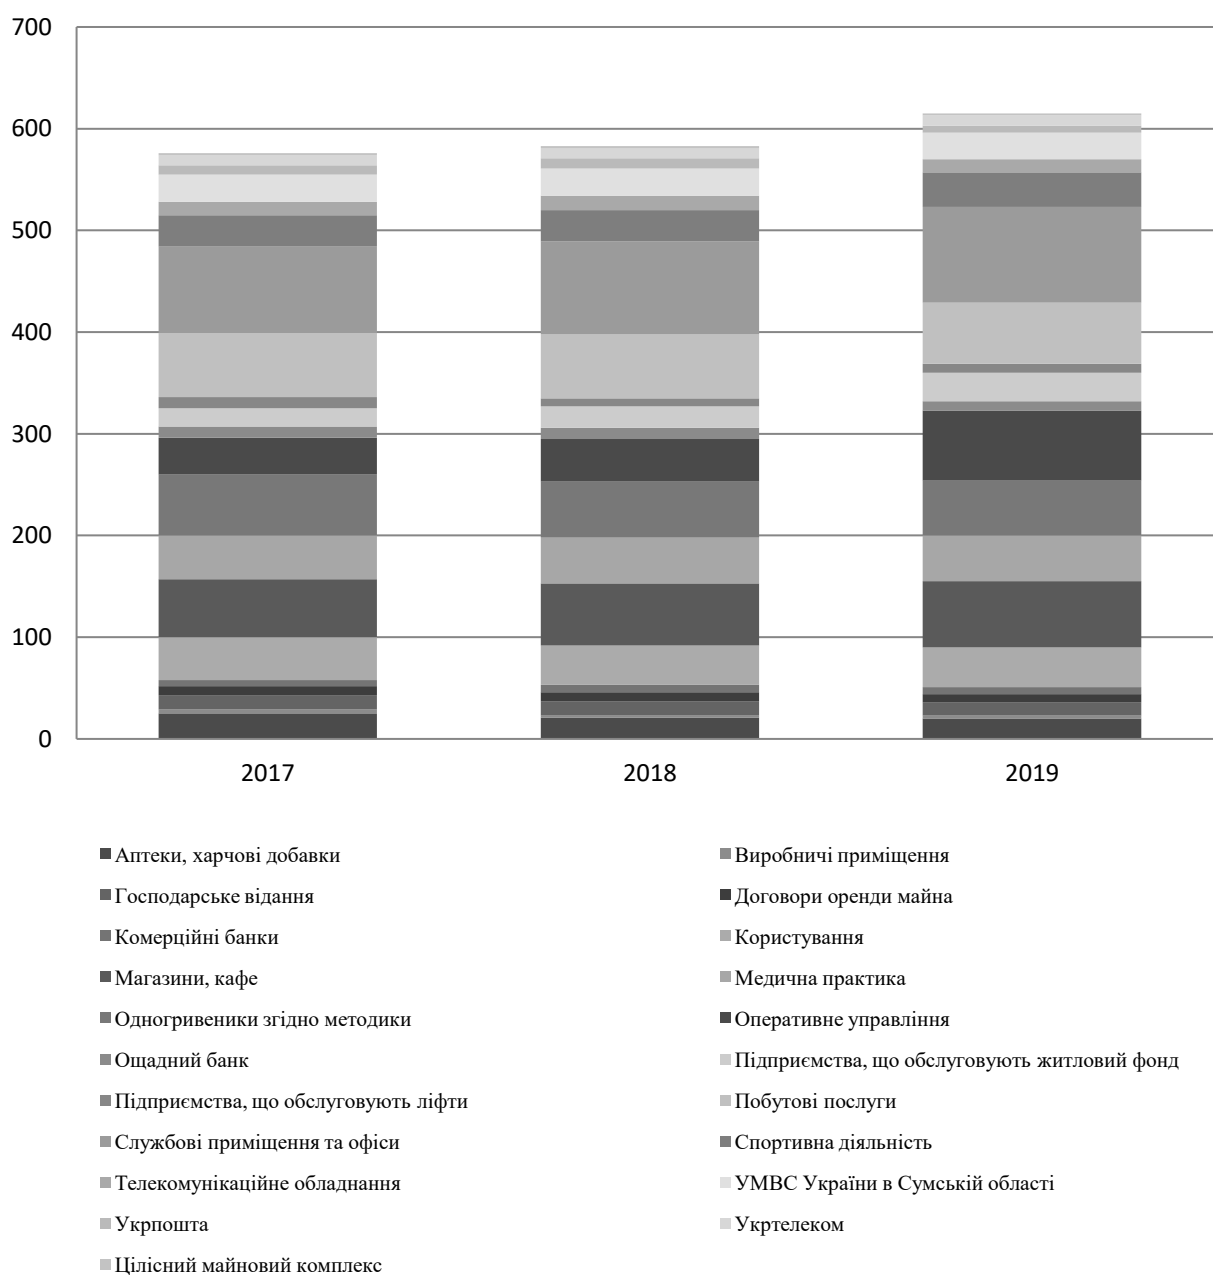 700
600
500
400
300
200
100
0
2017 2018 2019
Аптеки, харчові добавки Виробничі приміщення
Господарське відання Договори оренди майна
Комерційні банки Користування
Магазини, кафе Медична практика
Одногривеники згідно методики Оперативне управління
Ощадний банк Підприємства, що обслуговують житловий фонд
Підприємства, що обслуговують ліфти Побутові послуги
Службові приміщення та офіси Спортивна діяльність
Телекомунікаційне обладнання УМВС України в Сумській області
Укрпошта Укртелеком
Цілісний майновий комплекс